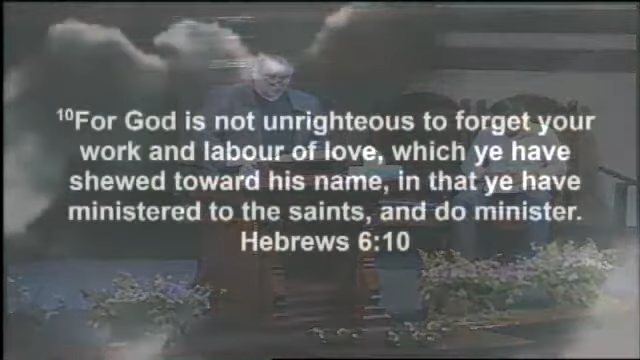 ¹⁰For God is not unrighteous to forget your
work and labour of love, which ye have
shewed toward his name, in that ye have
ministered to the saints, and do minister.
Hebrews 6:10